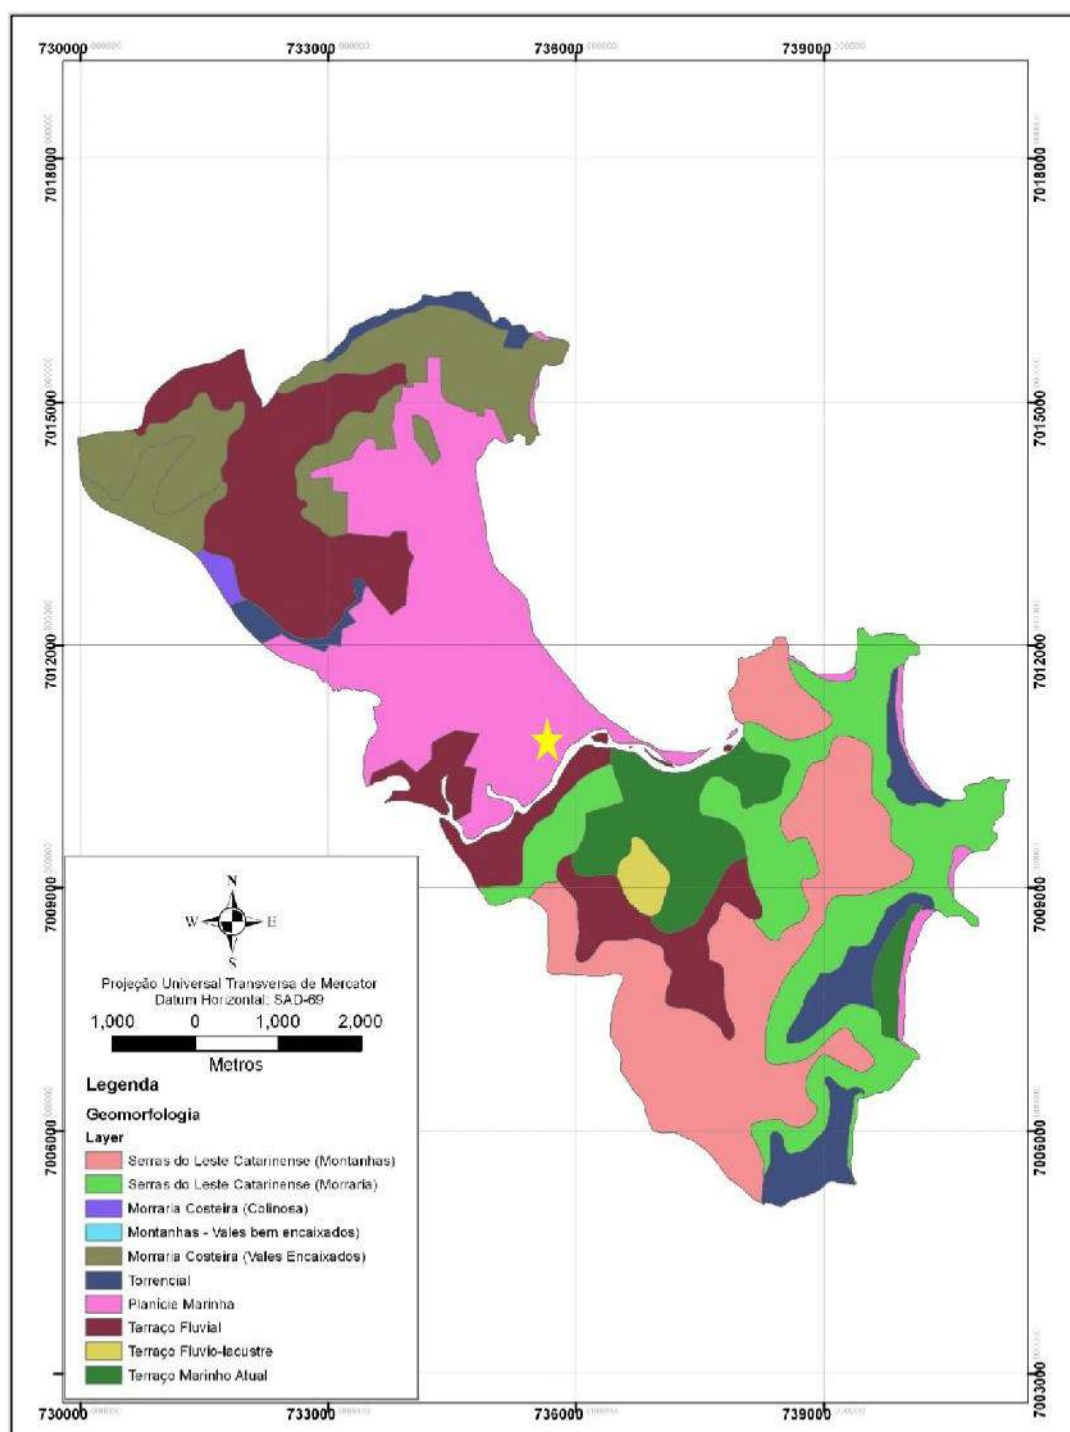 730000 733000 736000 739000
7018000 7018000
7015000 7015000
7012000 7012000
7009000 7009000
7006000 7006000
7003000
N
W E
S
Projeção Universal Transversa de Mercator
Datum Horizontal: SAD-69
1,000 0 1,000 2,000
Metros
Legenda
Geomorfologia
Layer
Serras do Leste Catarinense (Montanhas)
Serras do Leste Catarinense (Morraria)
Morraria Costeira (Colinosa)
Montanhas - Vales bem encaixados)
Morraria Costeira (Vales Encaixados)
Torrencial
Planície Marinha
Terraço Fluvial
Terraço Flúvio-lacustre
Terraço Marinho Atual
730000 733000 736000 739000